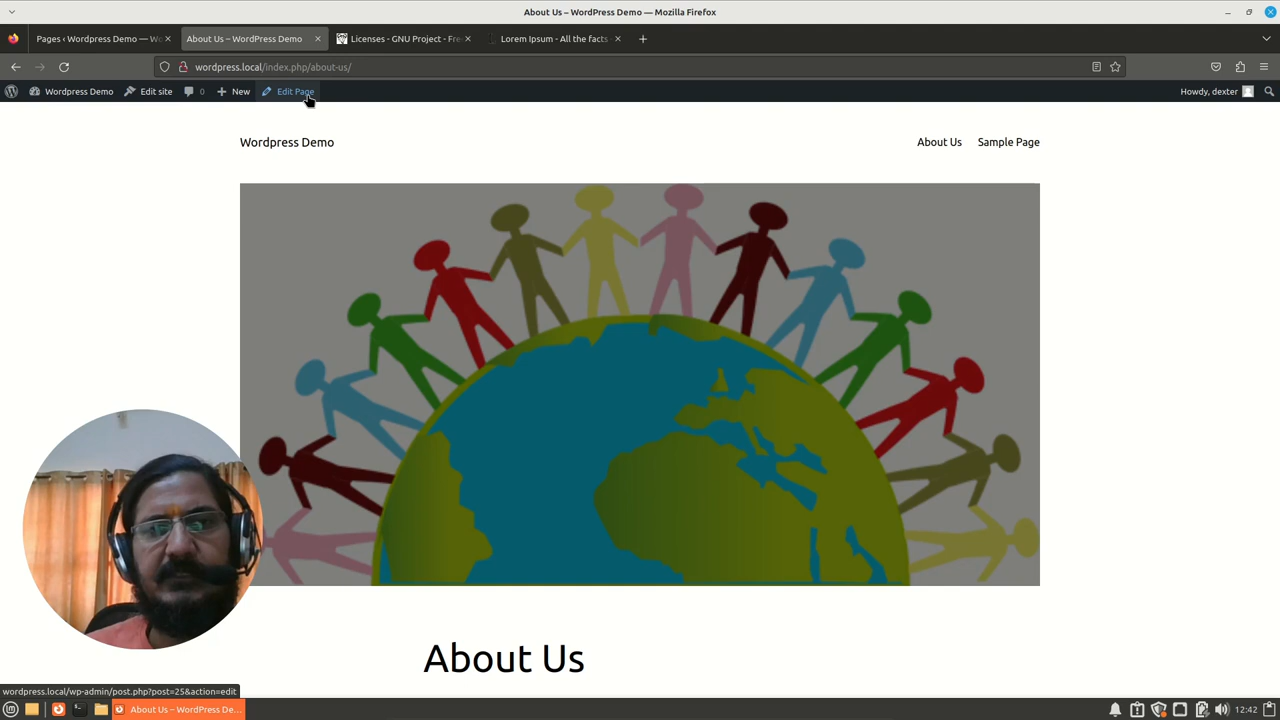 About Us – WordPress Demo — Mozilla Firefox
Pages ‹ Wordpress Demo — Wo
About Us – WordPress Demo
Licenses - GNU Project - Fre
Lorem Ipsum - All the facts -
wordpress.local/index.php/about-us/
Wordpress Demo
Edit site
0
New
Edit Page
Howdy, dexter
Wordpress Demo
About Us
Sample Page
About Us
wordpress.local/wp-admin/post.php?post=25&action=edit
About Us – WordPress De...
12:42